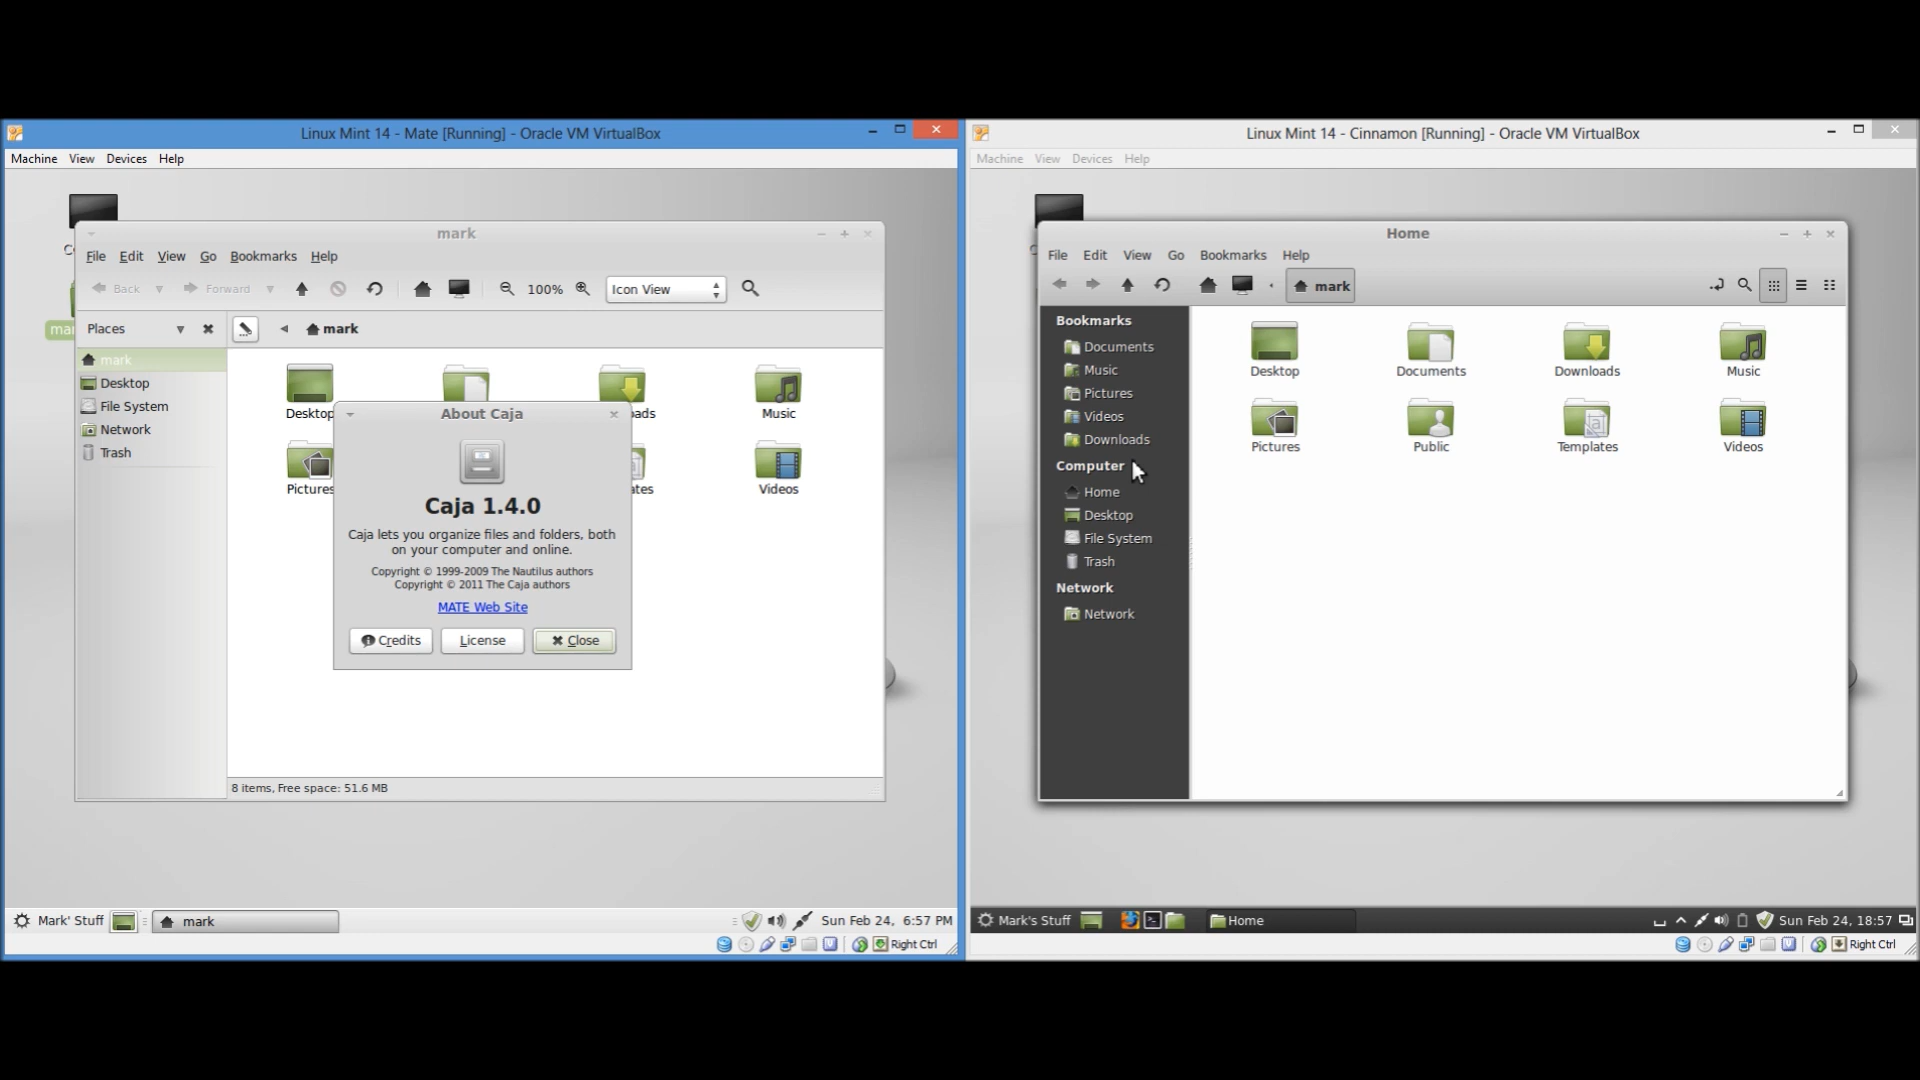 Linux Mint 14 - Mate [Running] - Oracle VM VirtualBox
Machine View Devices Help
mark
File Edit View Go Bookmarks Help
Back Forward 100% Icon View
Places mark
mark
Desktop
File System
Network
Trash
Desktop Music
Pictures Videos
About Caja
Caja 1.4.0
Caja lets you organize files and folders, both
on your computer and online.
Copyright © 1999-2009 The Nautilus authors
Copyright © 2011 The Caja authors
MATE Web Site
Credits License Close
8 items, Free space: 51.6 MB
Mark' Stuff mark Sun Feb 24, 6:57 PM
Right Ctrl
Linux Mint 14 - Cinnamon [Running] - Oracle VM VirtualBox
Machine View Devices Help
Home
File Edit View Go Bookmarks Help
mark
Bookmarks
Documents
Music
Pictures
Videos
Downloads
Computer
Home
Desktop
File System
Trash
Network
Network
Desktop Documents Downloads Music
Pictures Public Templates Videos
Mark's Stuff Home Sun Feb 24, 18:57
Right Ctrl